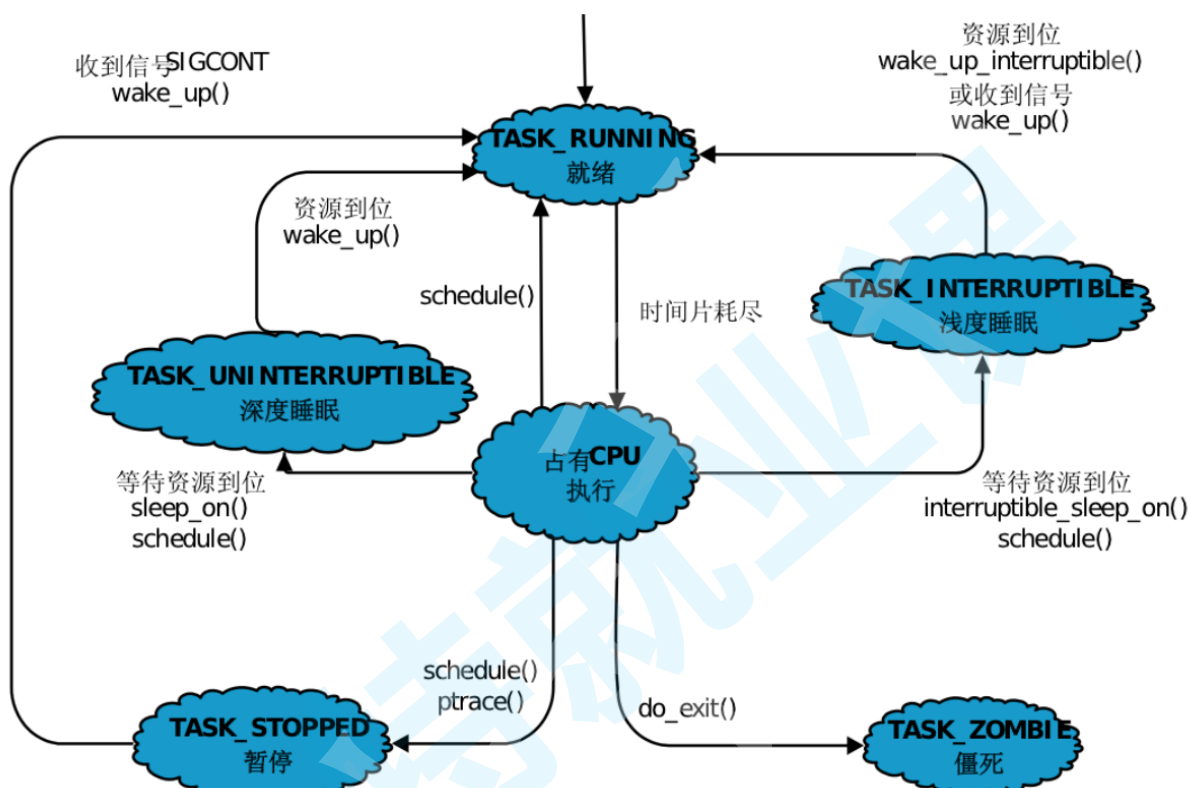 收到信号SIGCONT
wake_up()
资源到位
wake_up_interruptible()
或收到信号
wake_up()
TASK_RUNNING
就绪
资源到位
wake_up()
schedule()
时间片耗尽
TASK_INTERRUPTIBLE
浅度睡眠
TASK_UNINTERRUPTIBLE
深度睡眠
占有CPU
执行
等待资源到位
sleep_on()
schedule()
等待资源到位
interruptible_sleep_on()
schedule()
schedule()
ptrace()
do_exit()
TASK_STOPPED
暂停
TASK_ZOMBIE
僵死